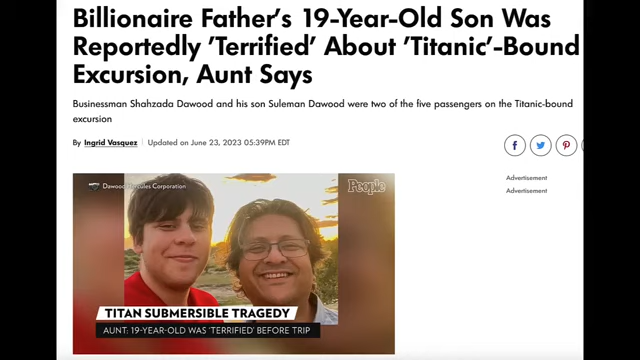 Billionaire Father's 19-Year-Old Son Was
Reportedly 'Terrified' About 'Titanic'-Bound
Excursion, Aunt Says
Businessman Shahzada Dawood and his son Suleman Dawood were two of the five passengers on the Titanic-bound
excursion
By Ingrid Vasquez | Updated on June 23, 2023 05:39PM EDT
Advertisement
Advertisement
Dawood Hercules Corporation
People
TITAN SUBMERSIBLE TRAGEDY
AUNT: 19-YEAR-OLD WAS 'TERRIFIED' BEFORE TRIP